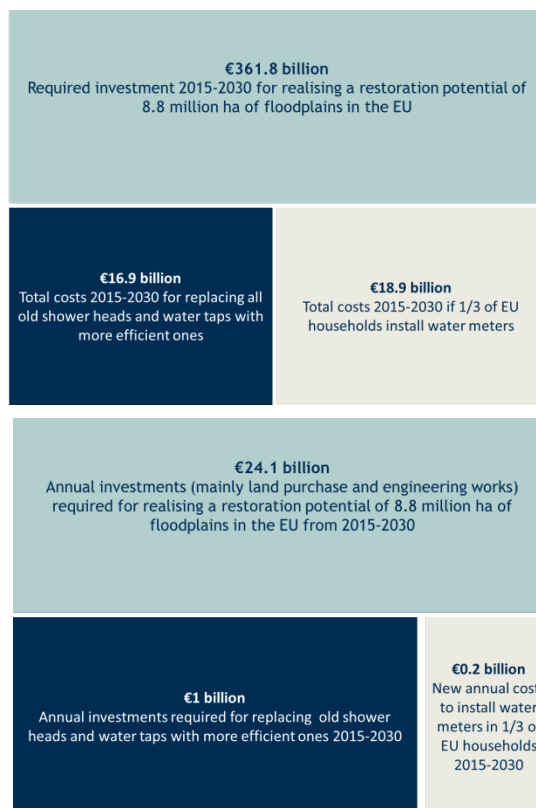 €361.8 billion
Required investment 2015-2030 for realising a restoration potential of
8.8 million ha of floodplains in the EU
€16.9 billion
Total costs 2015-2030 for replacing all
old shower heads and water taps with
more efficient ones
€18.9 billion
Total costs 2015-2030 if 1/3 of EU
households install water meters
€24.1 billion
Annual investments (mainly land purchase and engineering works)
required for realising a restoration potential of 8.8 million ha of
floodplains in the EU from 2015-2030
€1 billion
Annual investments required for replacing old shower
heads and water taps with more efficient ones 2015-2030
€0.2 billion
New annual cost
to install water
meters in 1/3 o
EU households
2015-2030